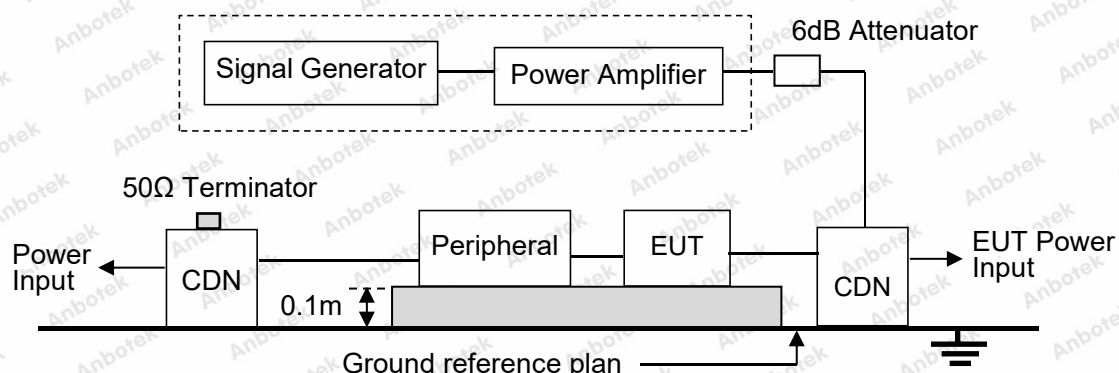 6dB Attenuator
Signal Generator
Power Amplifier
50Ω Terminator
Power
Input
CDN
Peripheral
EUT
CDN
EUT Power
Input
0.1m
Ground reference plan
Anbotek